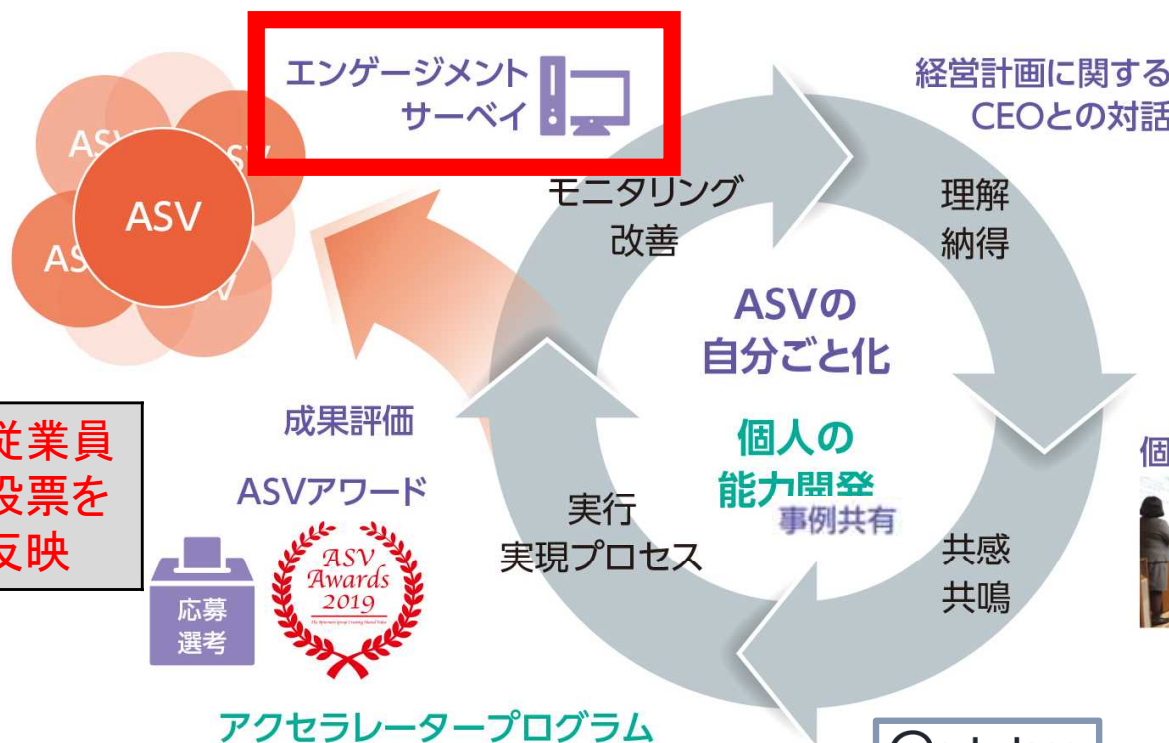 エンゲージメント
サーベイ
経営計画に関する
CEOとの対話
ASV
ASV
ASV
モニタリング
改善
理解
納得
ASVの
自分ごと化
個人の
能力開発
事例共有
従業員
投票を
反映
成果評価
ASVアワード
応募
選考
ASV
Awards
2019
実行
実現プロセス
共感
共鳴
個
アクセラレータープログラム